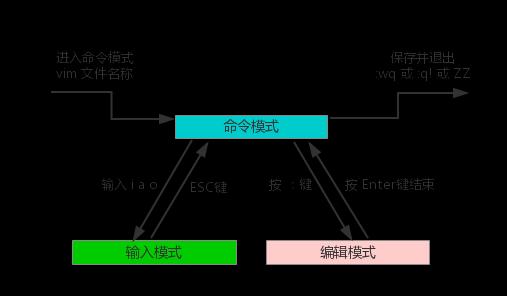 进入命令模式
vim 文件名称
保存并退出
:wq 或 :q! 或 ZZ
命令模式
输入 i a o
ESC键
按 ：键
按 Enter键结束
输入模式
编辑模式